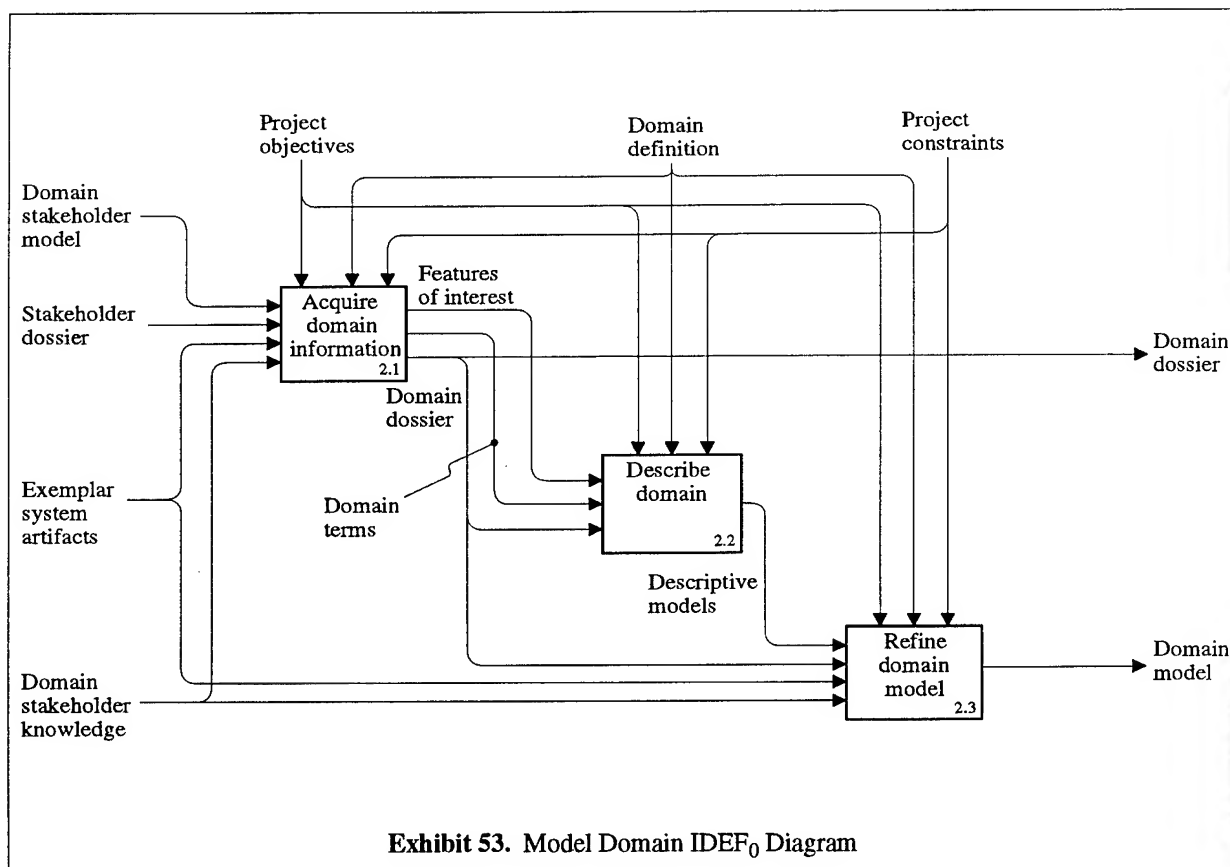 Project
objectives
Domain
definition
Project
constraints
Domain
stakeholder
model
Features
of interest
Acquire
domain
information
2.1
Stakeholder
dossier
Domain
dossier
Domain
dossier
Describe
domain
2.2
Exemplar
system
artifacts
Domain
terms
Descriptive
models
Refine
domain
model
2.3
Domain
model
Domain
stakeholder
knowledge
Exhibit 53. Model Domain IDEF0 Diagram